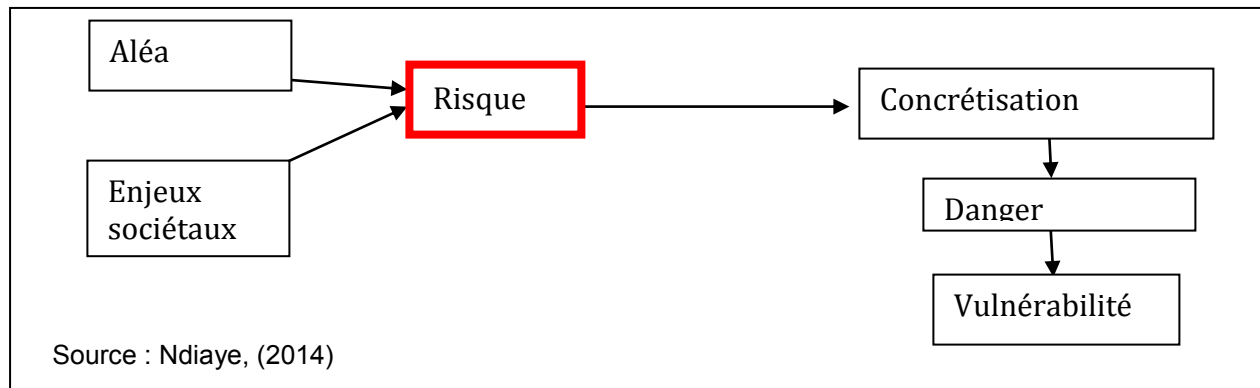 Aléa
Risque
Concrétisation
Enjeux
sociétaux
Danger
Vulnérabilité
Source : Ndiaye, (2014)